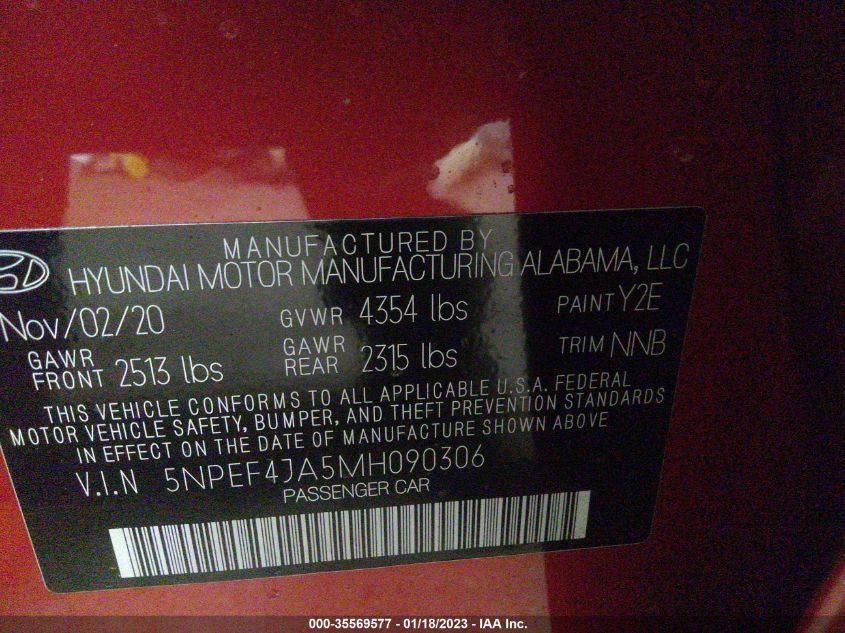 MANUFACTURED BY
HYUNDAI MOTOR MANUFACTURING ALABAMA, LLC
Nov/02/20 GVWR 4354 lbs PAINT Y2E
GAWR FRONT 2513 lbs GAWR REAR 2315 lbs TRIM NNB
THIS VEHICLE CONFORMS TO ALL APPLICABLE U.S.A. FEDERAL
MOTOR VEHICLE SAFETY, BUMPER, AND THEFT PREVENTION STANDARDS
IN EFFECT ON THE DATE OF MANUFACTURE SHOWN ABOVE
V.I.N 5NPEF4JA5MH090306
PASSENGER CAR
000-35569577 - 01/18/2023 - IAA Inc.